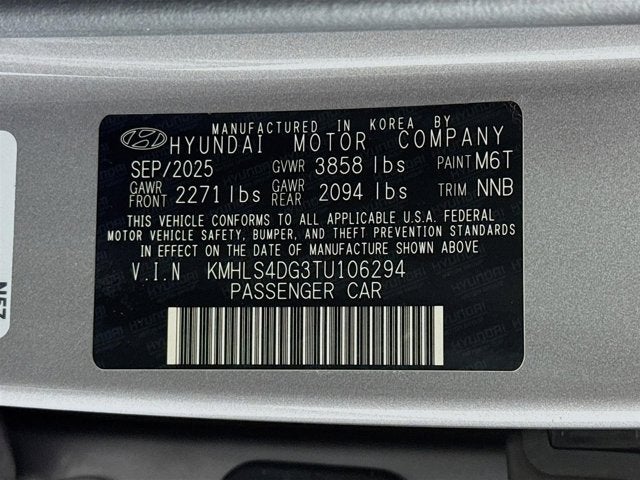 MANUFACTURED IN KOREA BY
HYUNDAI MOTOR COMPANY
SEP/2025 GVWR 3858 lbs PAINT M6T
GAWR FRONT 2271 lbs GAWR REAR 2094 lbs TRIM NNB
THIS VEHICLE CONFORMS TO ALL APPLICABLE U.S.A. FEDERAL
MOTOR VEHICLE SAFETY, BUMPER, AND THEFT PREVENTION STANDARDS
IN EFFECT ON THE DATE OF MANUFACTURE SHOWN ABOVE
V.I.N KMHLS4DG3TU106294
PASSENGER CAR